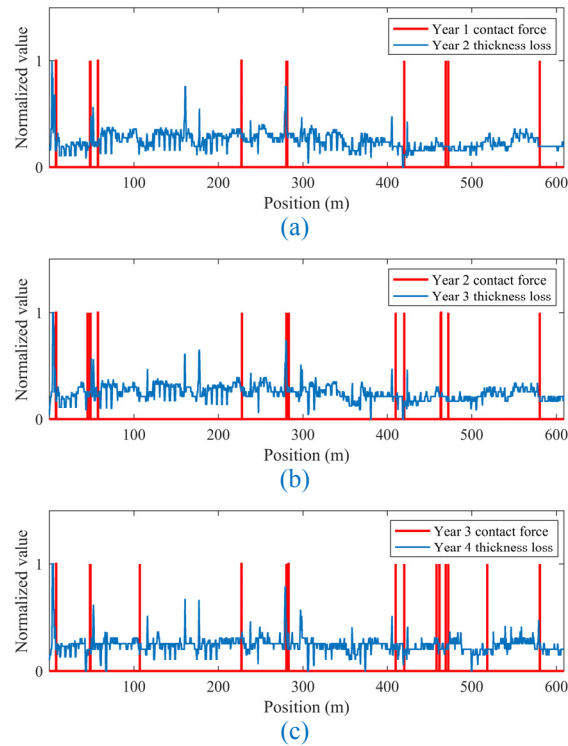 Year 1 contact force
Year 2 thickness loss
Normalized value
1
0
100 200 300 400 500 600
Position (m)
(a)
Year 2 contact force
Year 3 thickness loss
Normalized value
1
0
100 200 300 400 500 600
Position (m)
(b)
Year 3 contact force
Year 4 thickness loss
Normalized value
1
0
100 200 300 400 500 600
Position (m)
(c)